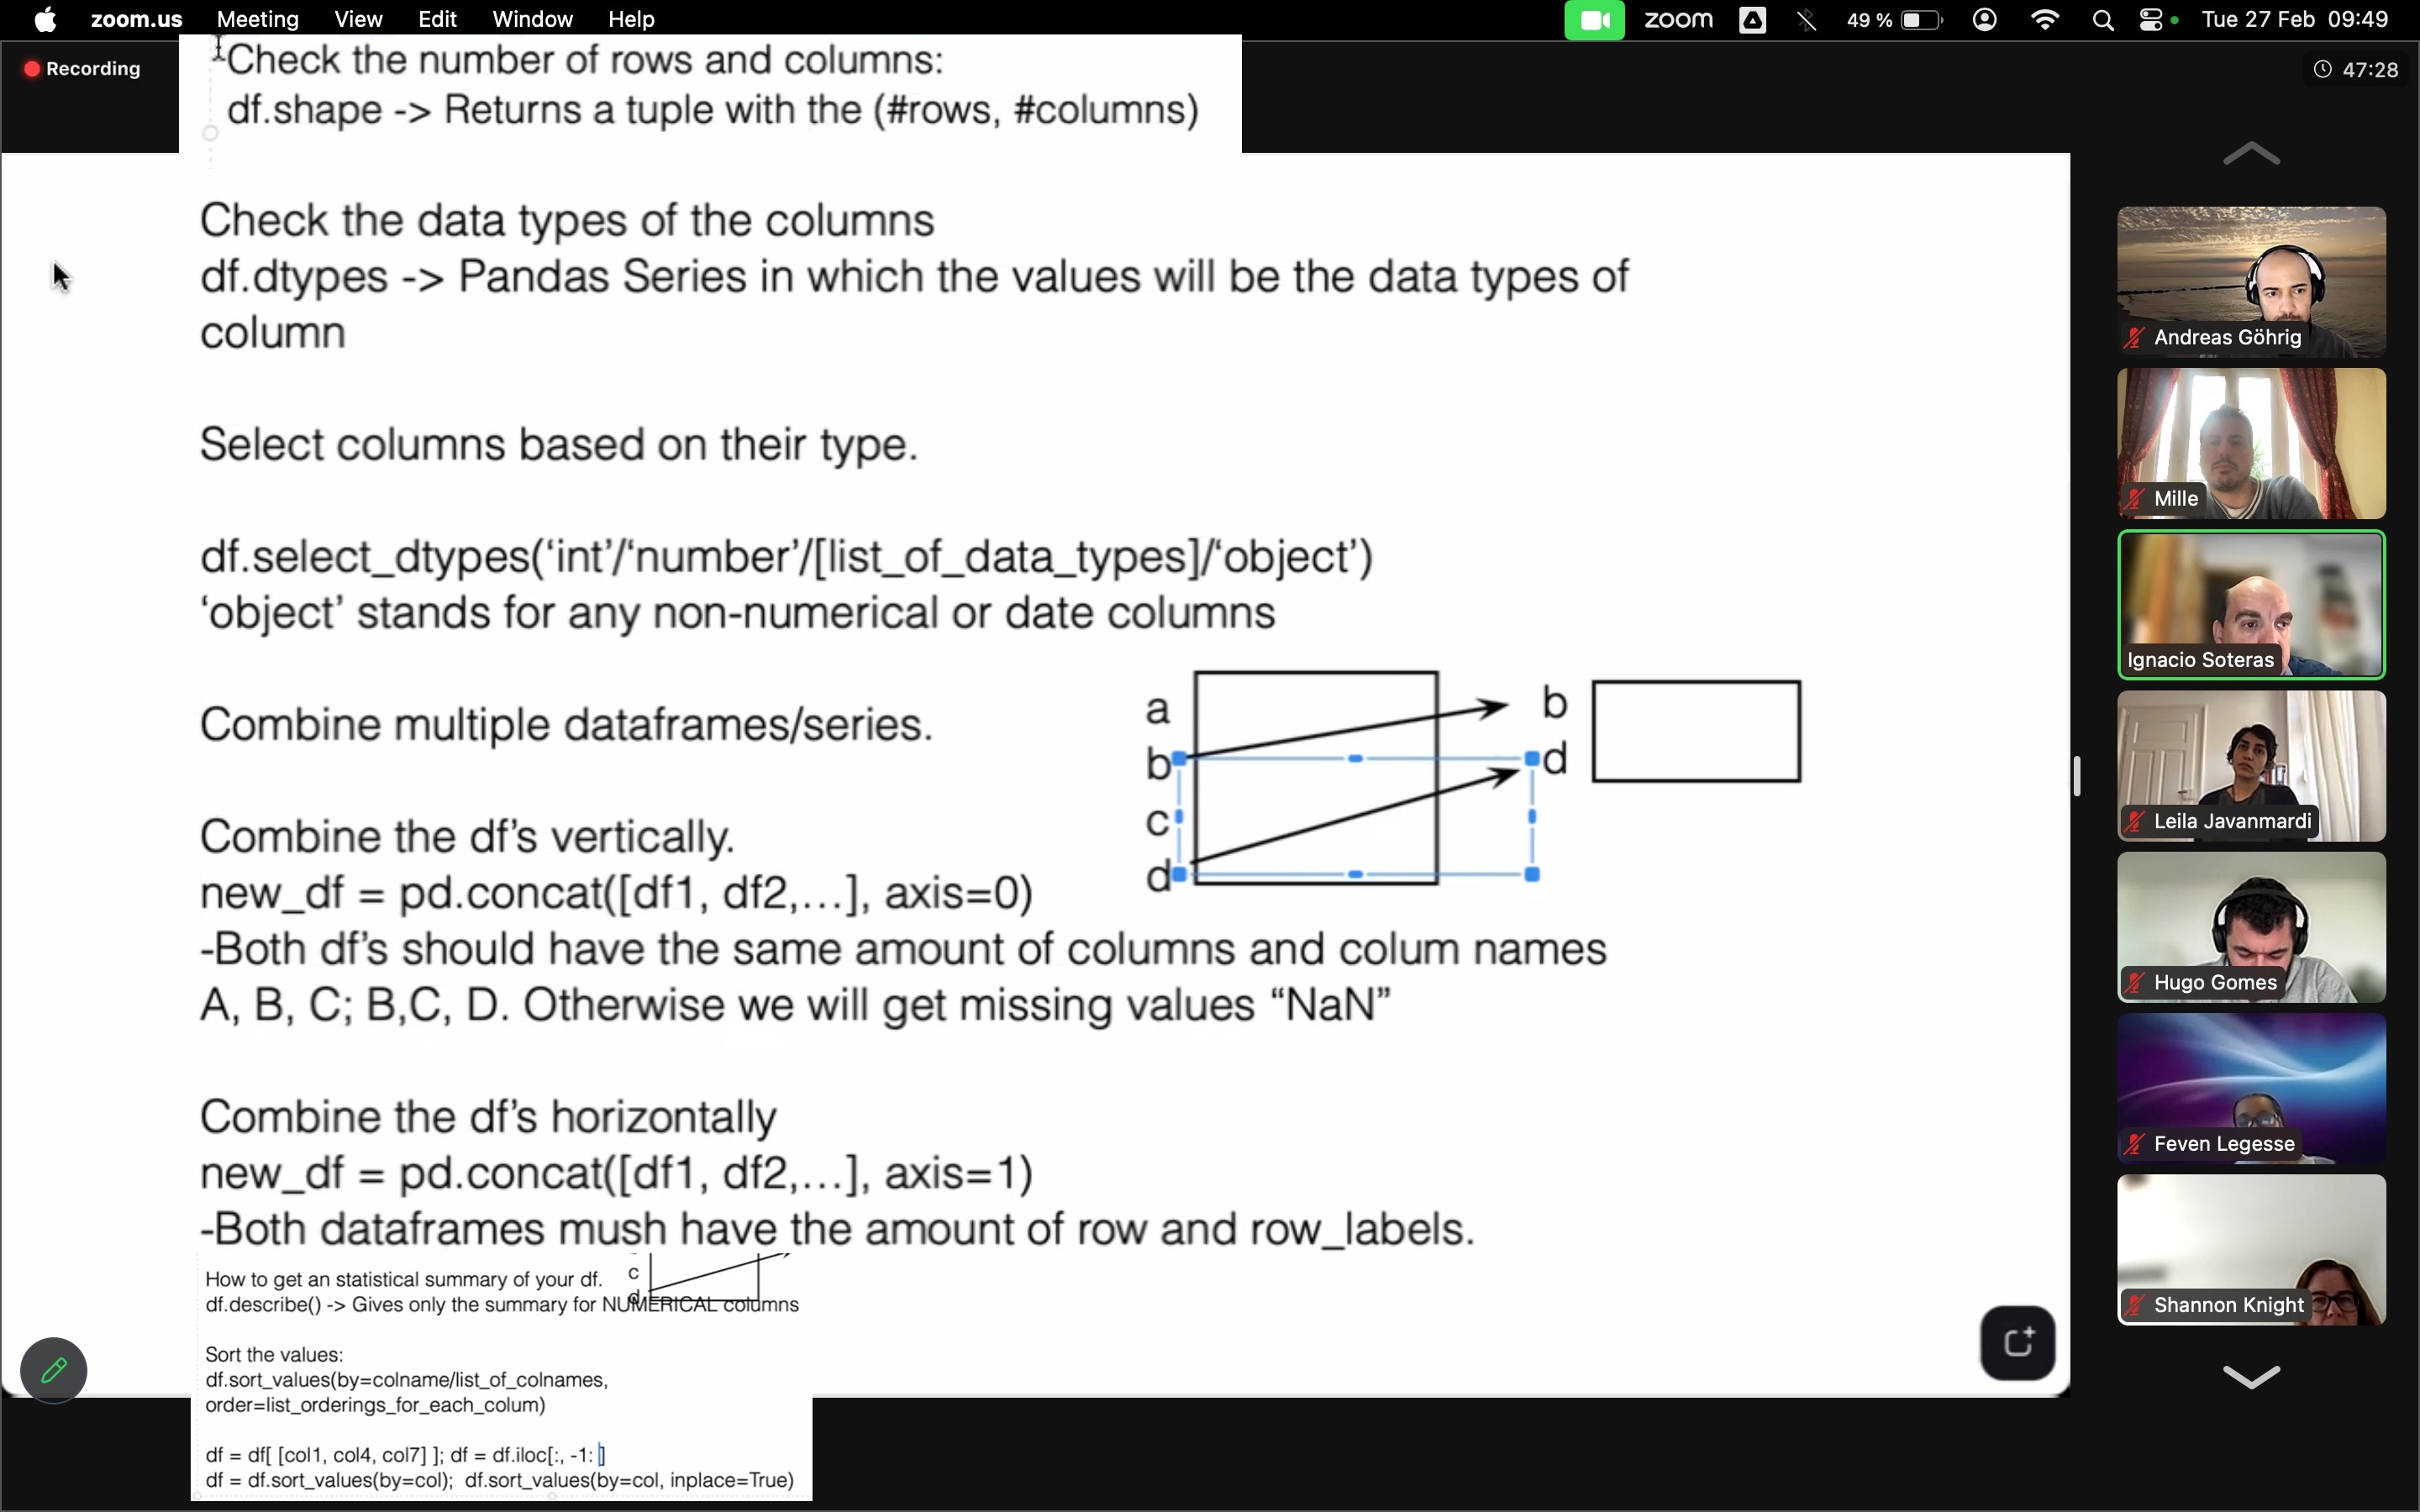 zoom.us Meeting View Edit Window Help zoom 49 % Tue 27 Feb 09:49
Recording
47:28
Check the number of rows and columns:
df.shape -> Returns a tuple with the (#rows, #columns)
Check the data types of the columns
df.dtypes -> Pandas Series in which the values will be the data types of
column
Select columns based on their type.
df.select_dtypes(‘int’/‘number’/[list_of_data_types]/‘object’)
‘object’ stands for any non-numerical or date columns
Combine multiple dataframes/series.
a
b
c
d
b
d
Combine the df’s vertically.
new_df = pd.concat([df1, df2,…], axis=0)
-Both df’s should have the same amount of columns and colum names
A, B, C; B,C, D. Otherwise we will get missing values “NaN”
Combine the df’s horizontally
new_df = pd.concat([df1, df2,…], axis=1)
-Both dataframes mush have the amount of row and row_labels.
How to get an statistical summary of your df.
c
d
df.describe() -> Gives only the summary for NUMERICAL columns
Sort the values:
df.sort_values(by=colname/list_of_colnames,
order=list_orderings_for_each_colum)
df = df[ [col1, col4, col7] ]; df = df.iloc[:, -1: ]
df = df.sort_values(by=col); df.sort_values(by=col, inplace=True)
Andreas Göhrig
Mille
Ignacio Soteras
Leila Javanmardi
Hugo Gomes
Feven Legesse
Shannon Knight